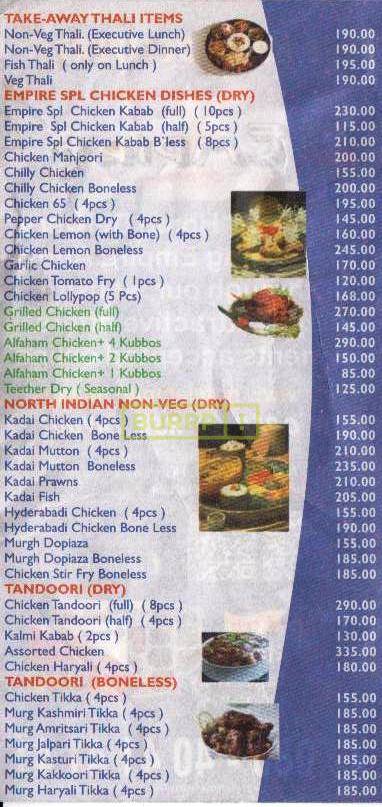 TAKE-AWAY THALI ITEMS
Non-Veg Thali. (Executive Lunch) 190.00
Non-Veg Thali. (Executive Dinner) 190.00
Fish Thali ( only on Lunch ) 195.00
Veg Thali 190.00
EMPIRE SPL CHICKEN DISHES (DRY)
Empire Spl Chicken Kabab (full) ( 10pcs ) 230.00
Empire Spl Chicken Kabab (half) ( 5pcs ) 115.00
Empire Spl Chicken Kabab B`less ( 8pcs ) 210.00
Chicken Manjoori 200.00
Chilly Chicken 155.00
Chilly Chicken Boneless 200.00
Chicken 65 ( 4pcs ) 195.00
Pepper Chicken Dry ( 4pcs ) 145.00
Chicken Lemon (with Bone) ( 4pcs ) 160.00
Chicken Lemon Boneless 245.00
Garlic Chicken 170.00
Chicken Tomato Fry ( 1pcs ) 120.00
Chicken Lollypop (5 Pcs) 168.00
Grilled Chicken (full) 270.00
Grilled Chicken (half) 145.00
Alfaham Chicken+ 4 Kubbos 290.00
Alfaham Chicken+ 2 Kubbos 150.00
Alfaham Chicken+ 1 Kubbos 85.00
Teether Dry ( Seasonal ) 125.00
NORTH INDIAN NON-VEG (DRY)
Kadai Chicken ( 4pcs ) 155.00
BURRP !
Kadai Chicken Bone Less 190.00
Kadai Mutton ( 4pcs ) 210.00
Kadai Mutton Boneless 235.00
Kadai Prawns 210.00
Kadai Fish 205.00
Hyderabadi Chicken ( 4pcs ) 155.00
Hyderabadi Chicken Bone Less 190.00
Murgh Dopiaza 155.00
Murgh Dopiaza Boneless 185.00
Chicken Stir Fry Boneless 185.00
TANDOORI (DRY)
Chicken Tandoori (full) ( 8pcs ) 290.00
Chicken Tandoori (half) ( 4pcs ) 170.00
Kalmi Kabab ( 2pcs ) 130.00
Assorted Chicken 335.00
Chicken Haryali ( 4pcs ) 180.00
TANDOORI (BONELESS)
Chicken Tikka ( 4pcs ) 155.00
Murg Kashmiri Tikka ( 4pcs ) 185.00
Murg Amritsari Tikka ( 4pcs ) 185.00
Murg Jalpari Tikka ( 4pcs ) 185.00
Murg Kasturi Tikka ( 4pcs ) 185.00
Murg Kakkoori Tikka ( 4pcs ) 185.00
Murg Haryali Tikka ( 4pcs ) 185.00